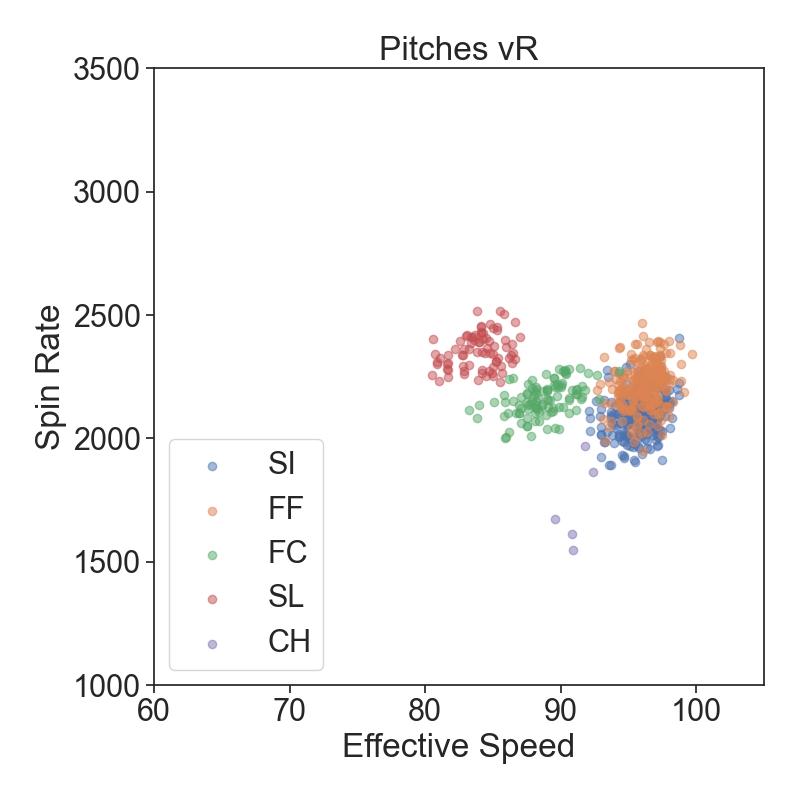 Pitches vR
3500
3000
2500
2000
1500
1000
Spin Rate
SI
FF
FC
SL
CH
60 70 80 90 100
Effective Speed